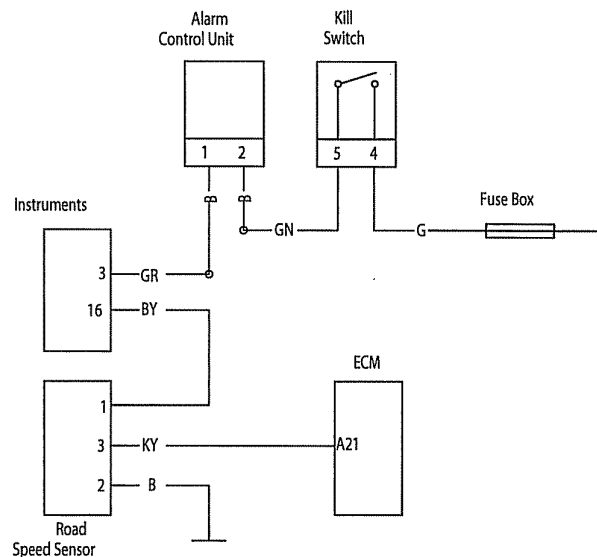 Alarm
Control Unit
Kill
Switch
1 2
5 4
Fuse Box
B B
Instruments
GN
G
3
GR
16
BY
ECM
1
3
KY
A21
2
B
Road
Speed Sensor